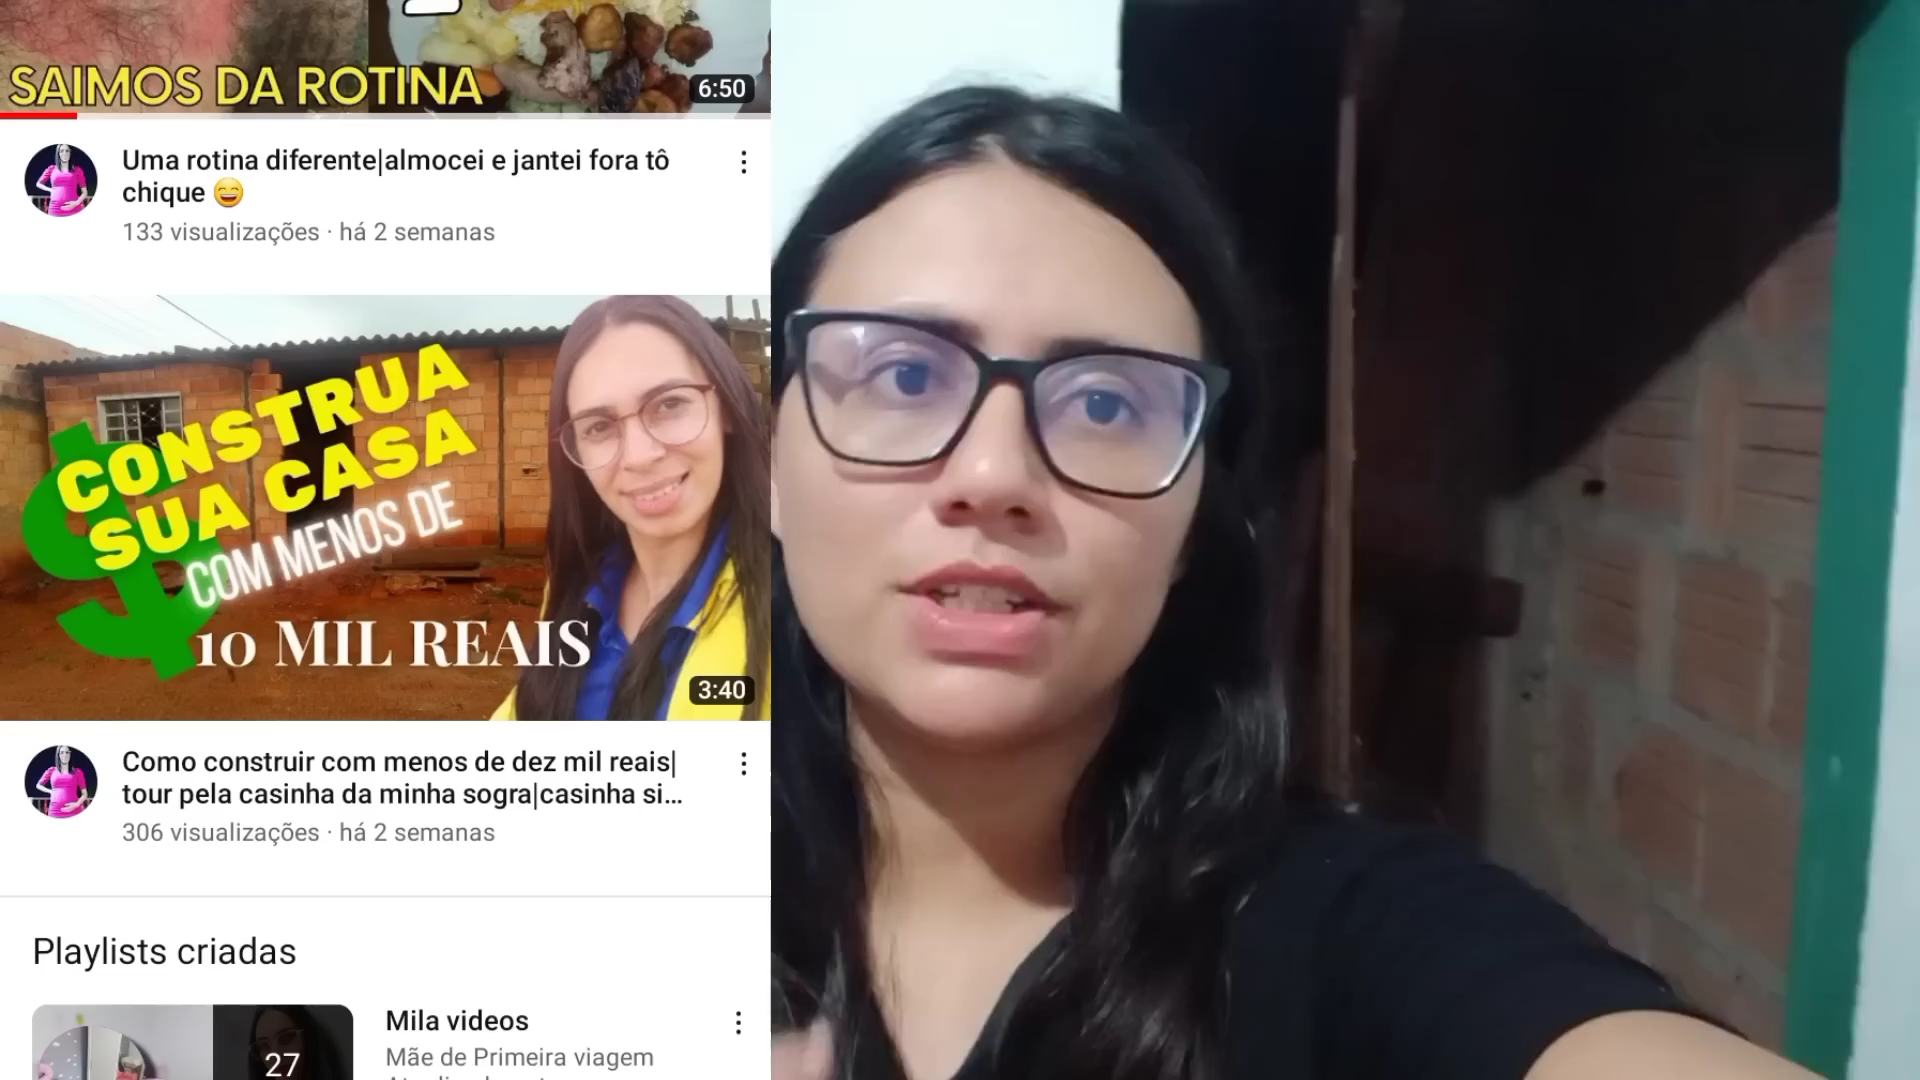 SAIMOS DA ROTINA
6:50
Uma rotina diferente|almocei e jantei fora tô
chique 😄
133 visualizações · há 2 semanas
CONSTRUA
SUA CASA
COM MENOS DE
10 MIL REAIS
3:40
Como construir com menos de dez mil reais|
tour pela casinha da minha sogra|casinha si...
306 visualizações · há 2 semanas
Playlists criadas
Mila videos
27
Mãe de Primeira viagem